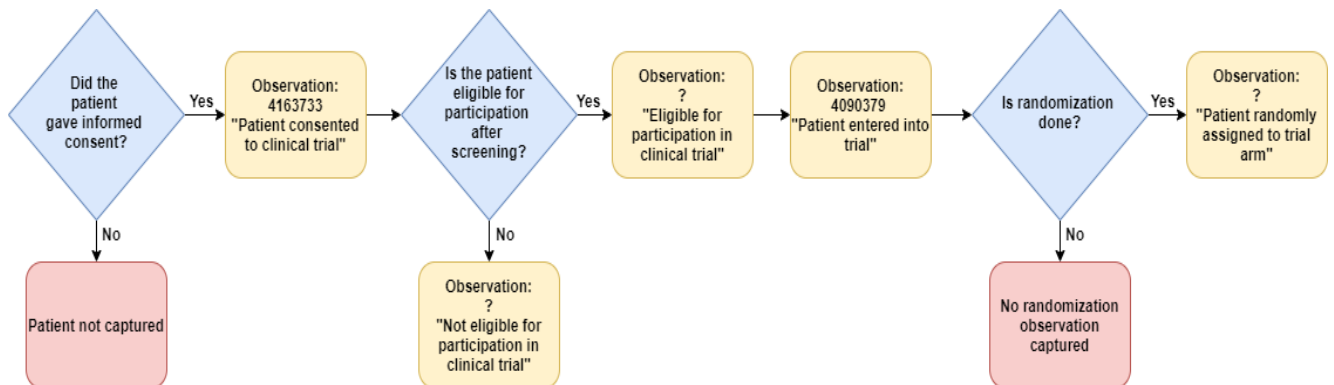 Did the
patient
gave informed
consent?
Yes
Observation:
4163733
"Patient consented
to clinical trial"
Is the patient
eligible for
participation
after
screening?
Yes
Observation:
?
"Eligible for
participation in
clinical trial"
Observation:
4090379
"Patient entered into
trial"
Is randomization
done?
Yes
Observation:
?
"Patient randomly
assigned to trial
arm"
No
Patient not captured
No
Observation:
?
"Not eligible for
participation in
clinical trial"
No
No randomization
observation
captured